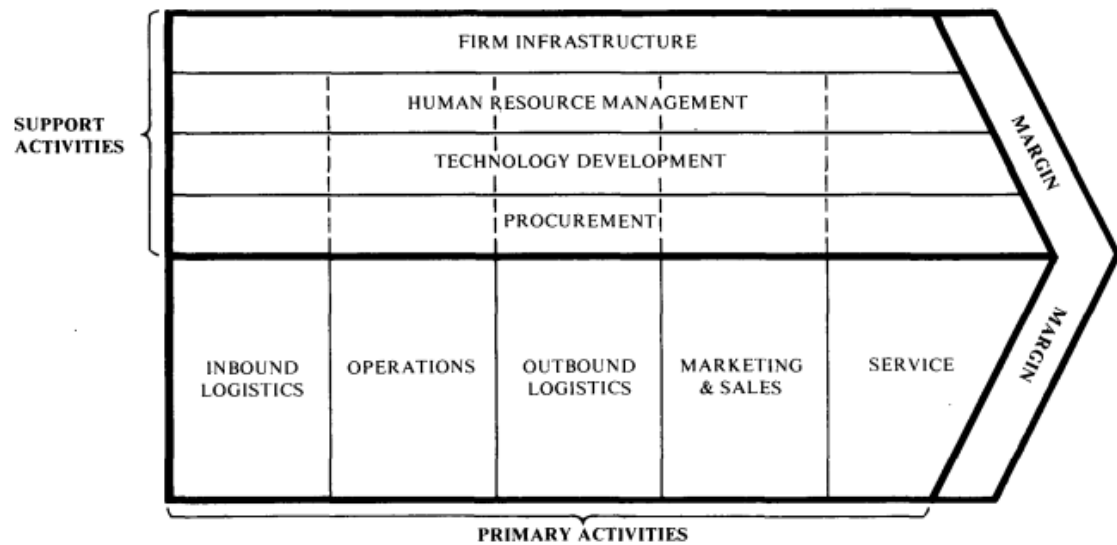 FIRM INFRASTRUCTURE
HUMAN RESOURCE MANAGEMENT
SUPPORT
ACTIVITIES
TECHNOLOGY DEVELOPMENT
PROCUREMENT
MARGIN
MARGIN
INBOUND
LOGISTICS
OPERATIONS
OUTBOUND
LOGISTICS
MARKETING
& SALES
SERVICE
PRIMARY ACTIVITIES